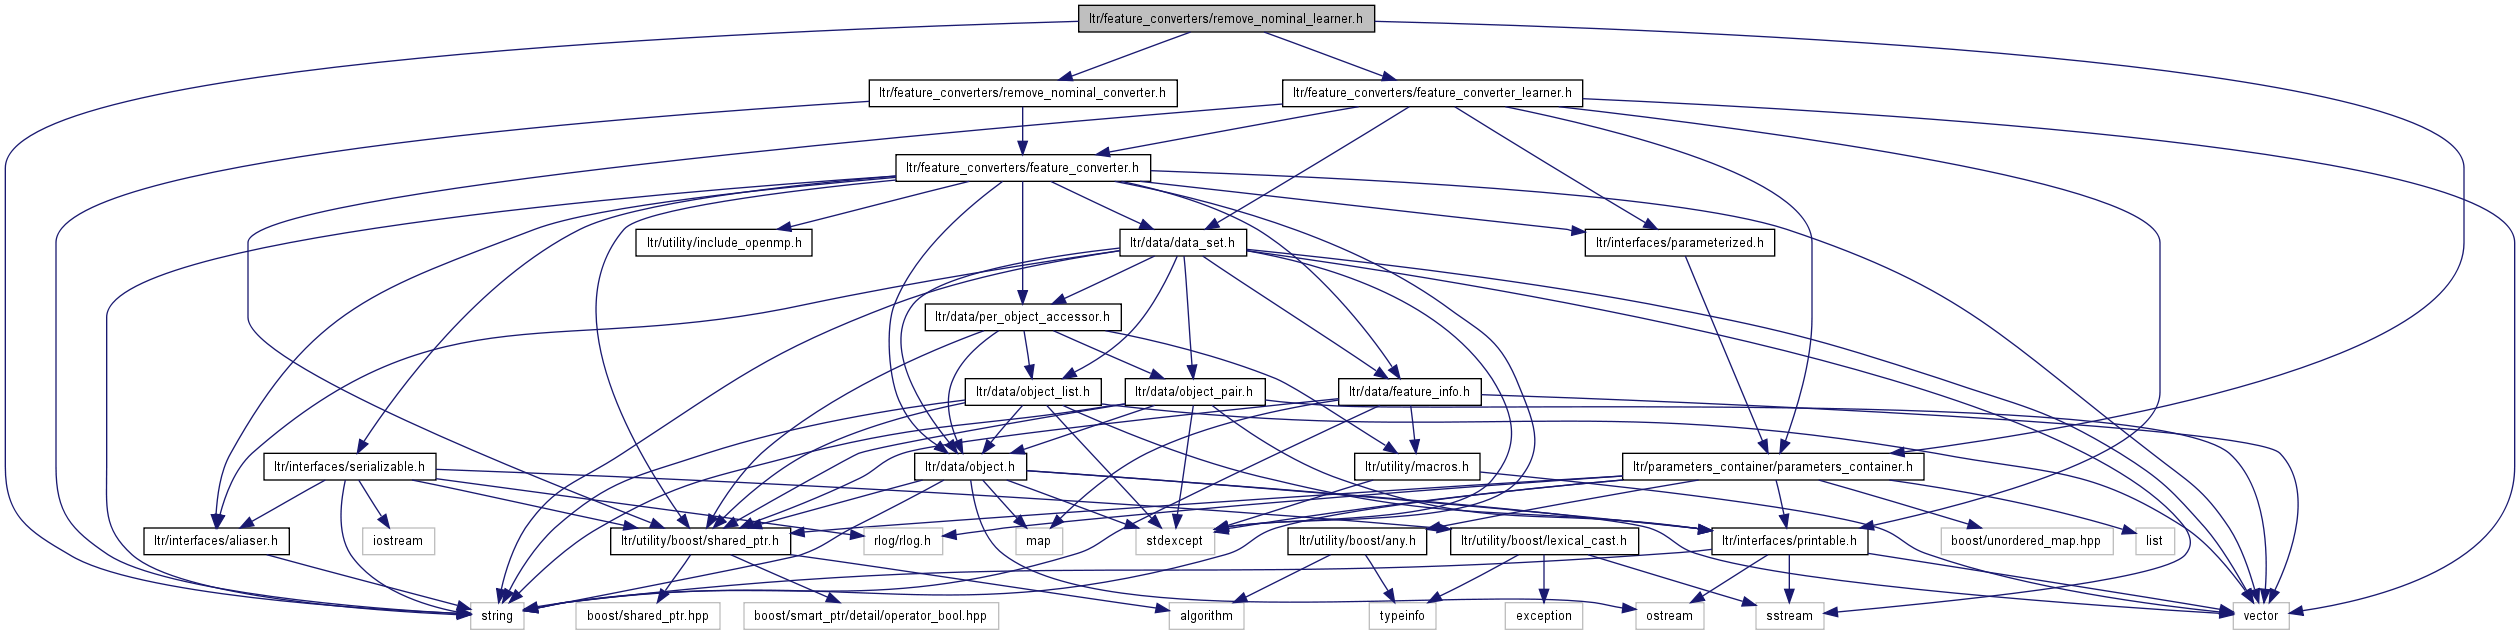 ltr/feature_converters/remove_nominal_learner.h
ltr/feature_converters/remove_nominal_converter.h
ltr/feature_converters/feature_converter_learner.h
ltr/feature_converters/feature_converter.h
ltr/utility/include_openmp.h
ltr/data/data_set.h
ltr/interfaces/parameterized.h
ltr/data/per_object_accessor.h
ltr/data/object_list.h
ltr/data/object_pair.h
ltr/data/feature_info.h
ltr/interfaces/serializable.h
ltr/data/object.h
ltr/utility/macros.h
ltr/parameters_container/parameters_container.h
ltr/interfaces/aliaser.h
iostream
ltr/utility/boost/shared_ptr.h
rlog/rlog.h
map
stdexcept
ltr/utility/boost/any.h
ltr/utility/boost/lexical_cast.h
ltr/interfaces/printable.h
boost/unordered_map.hpp
list
string
boost/shared_ptr.hpp
boost/smart_ptr/detail/operator_bool.hpp
algorithm
typeinfo
exception
ostream
sstream
vector